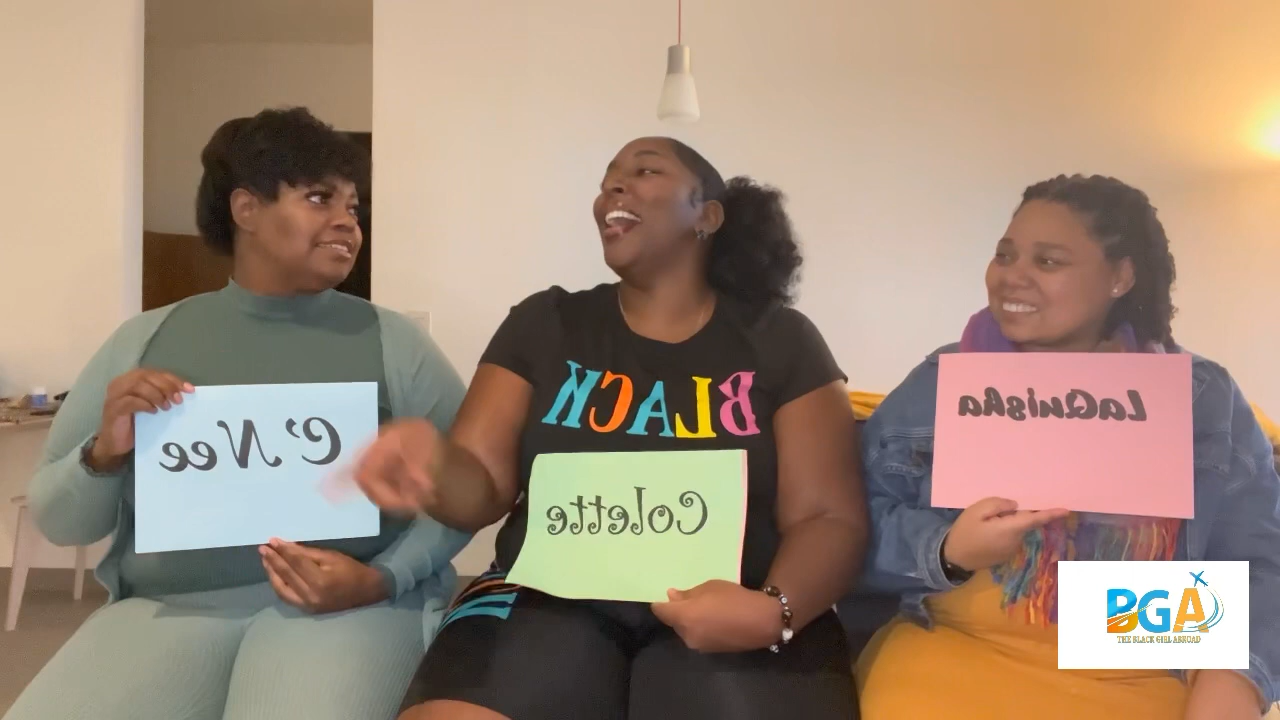 BLACK
C'Nee
Colette
LaQuisha
BGA
THE BLACK GIRL ABROAD